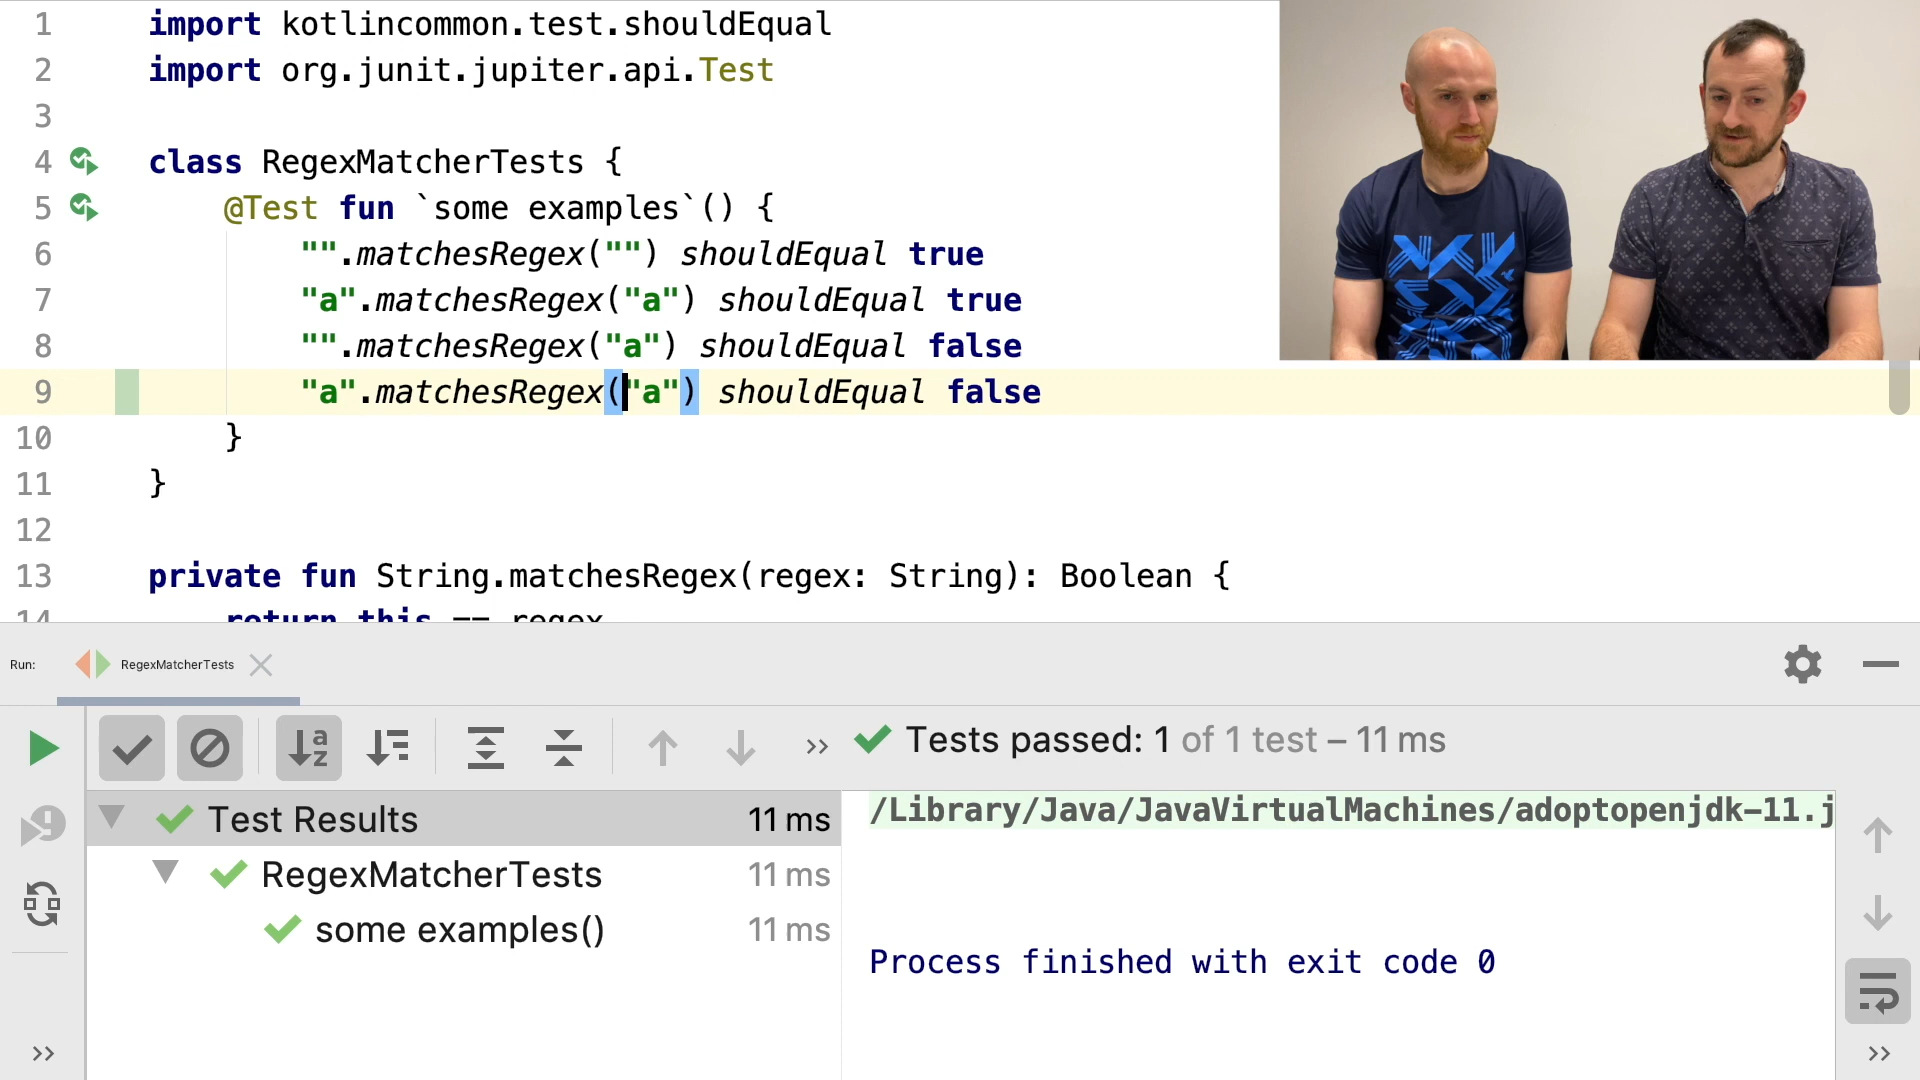 1 import kotlincommon.test.shouldEqual
2 import org.junit.jupiter.api.Test
3
4 class RegexMatcherTests {
5 @Test fun `some examples`() {
6 "".matchesRegex("") shouldEqual true
7 "a".matchesRegex("a") shouldEqual true
8 "".matchesRegex("a") shouldEqual false
9 "a".matchesRegex("a") shouldEqual false
10 }
11 }
12
13 private fun String.matchesRegex(regex: String): Boolean {
14 return this == regex
Run: RegexMatcherTests
Tests passed: 1 of 1 test – 11 ms
Test Results 11 ms
RegexMatcherTests 11 ms
some examples() 11 ms
/Library/Java/JavaVirtualMachines/adoptopenjdk-11.j
Process finished with exit code 0